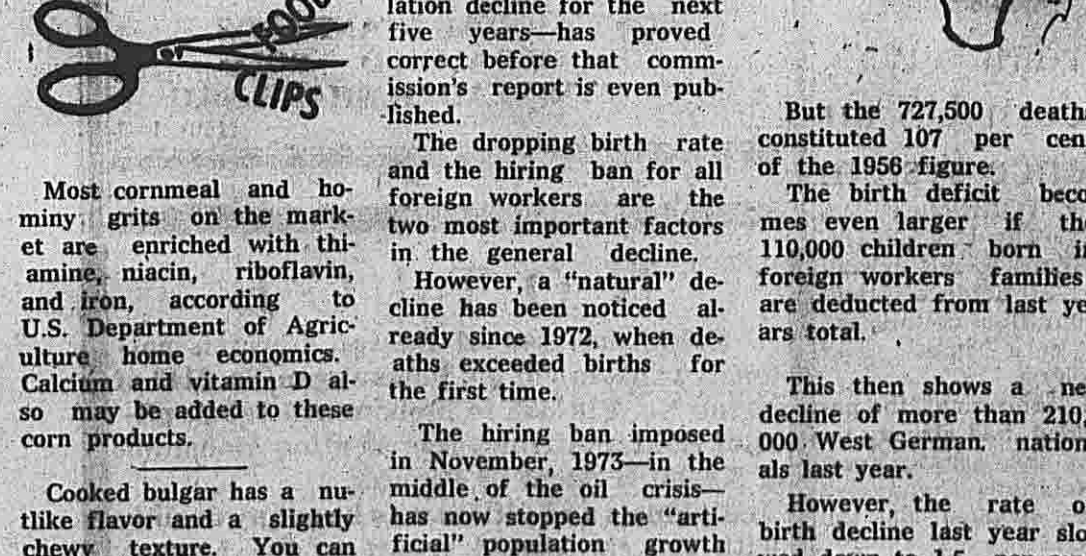 FOOD
CLIPS
Most cornmeal and ho-
miny grits on the mark-
et are enriched with thi-
amine, niacin, riboflavin,
and iron, according to
U.S. Department of Agric-
ulture home economics.
Calcium and vitamin D al-
so may be added to these
corn products.
Cooked bulgar has a nu-
tlike flavor and a slightly
chewy texture. You can
lation decline for the next
five years—has proved
correct before that comm-
ission's report is even pub-
lished.
The dropping birth rate
and the hiring ban for all
foreign workers are the
two most important factors
in the general decline.
However, a "natural" de-
cline has been noticed al-
ready since 1972, when de-
aths exceeded births for
the first time.
The hiring ban imposed
in November, 1973—in the
middle of the oil crisis—
has now stopped the "arti-
ficial" population growth
But the 727,500 death
constituted 107 per cen
of the 1956 figure.
The birth deficit beco
mes even larger if th
110,000 children born i
foreign workers families
are deducted from last ye
ars total.
This then shows a ne
decline of more than 210,
000 West German nation
als last year.
However, the rate o
birth decline last year slo